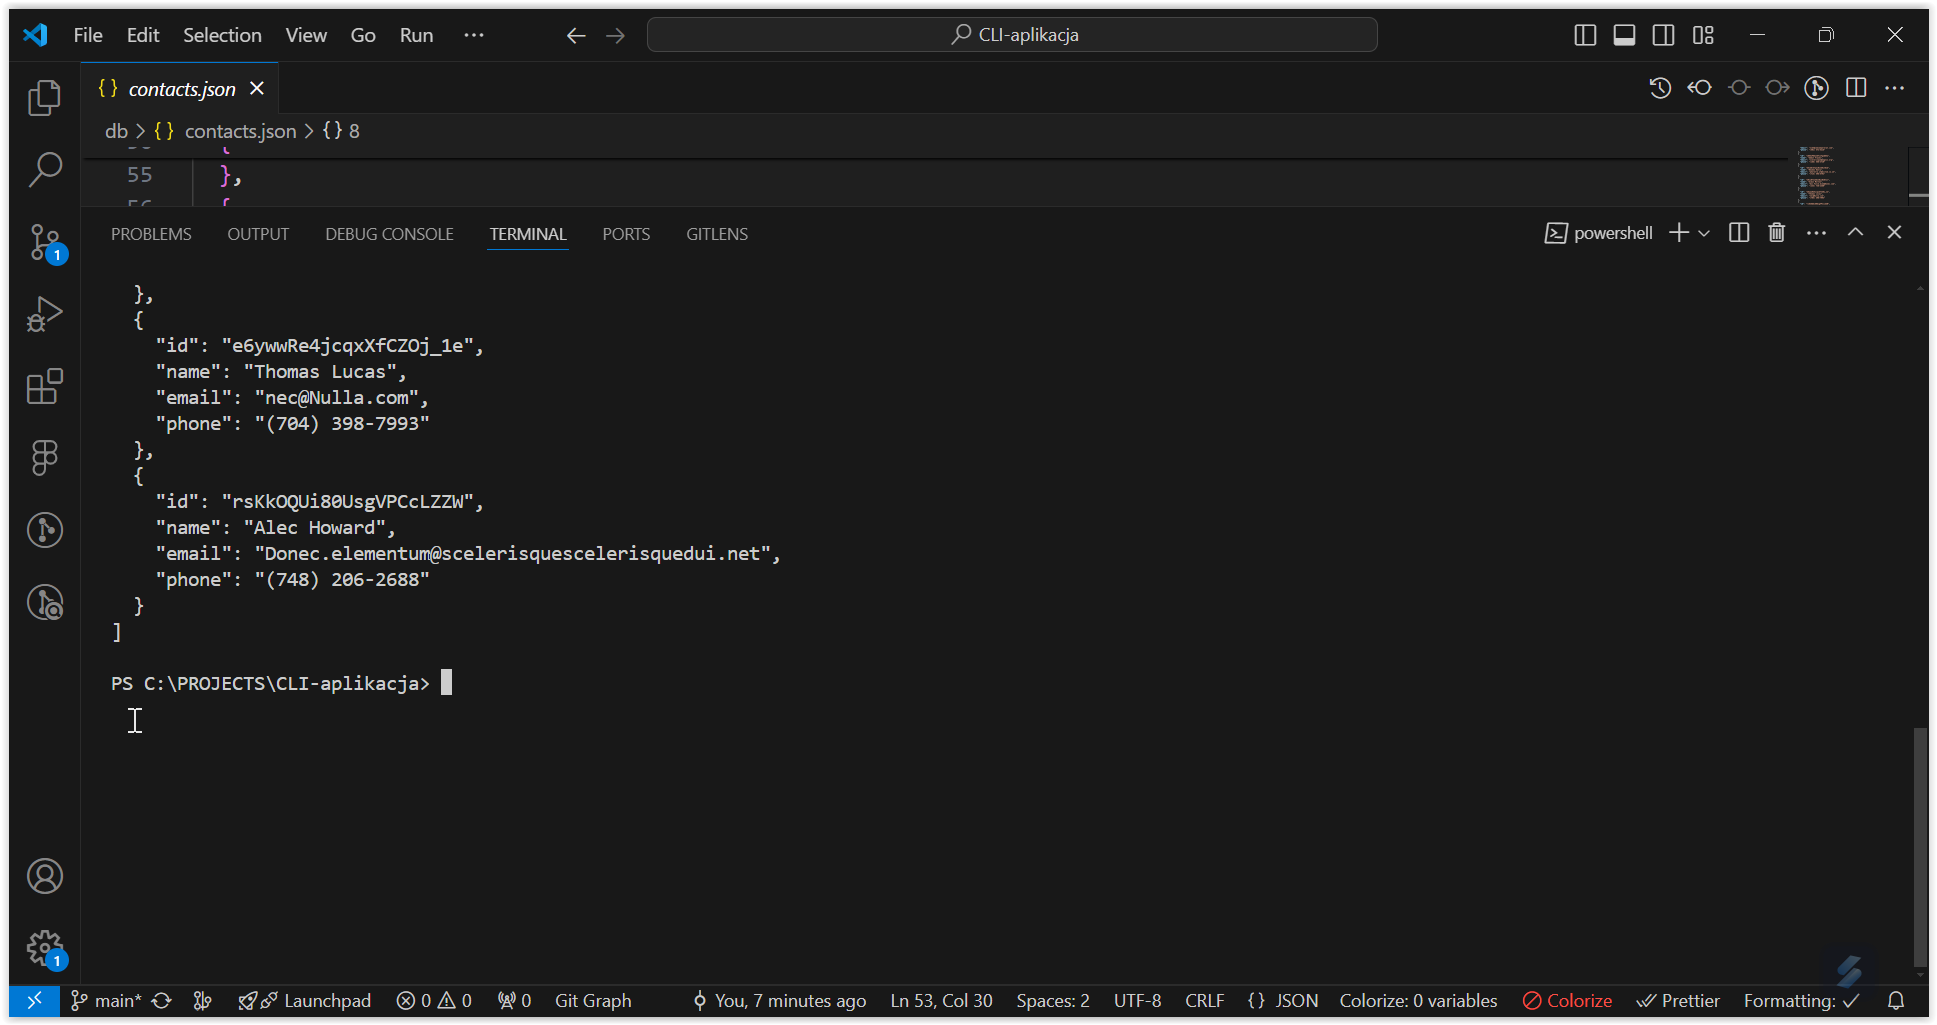 File Edit Selection View Go Run ··· CLI-aplikacja
{} contacts.json
db > {} contacts.json > {} 8
55 },
{
PROBLEMS OUTPUT DEBUG CONSOLE TERMINAL PORTS GITLENS powershell
},
{
"id": "e6ywwRe4jcqxXfCZOj_1e",
"name": "Thomas Lucas",
"email": "nec@Nulla.com",
"phone": "(704) 398-7993"
},
{
"id": "rsKkOQUi80UsgVPCcLZZW",
"name": "Alec Howard",
"email": "Donec.elementum@scelerisquescelerisquedui.net",
"phone": "(748) 206-2688"
}
]
PS C:\PROJECTS\CLI-aplikacja>
1
1
main* Launchpad 0 0 0 Git Graph You, 7 minutes ago Ln 53, Col 30 Spaces: 2 UTF-8 CRLF {} JSON Colorize: 0 variables Colorize Prettier Formatting: ✓